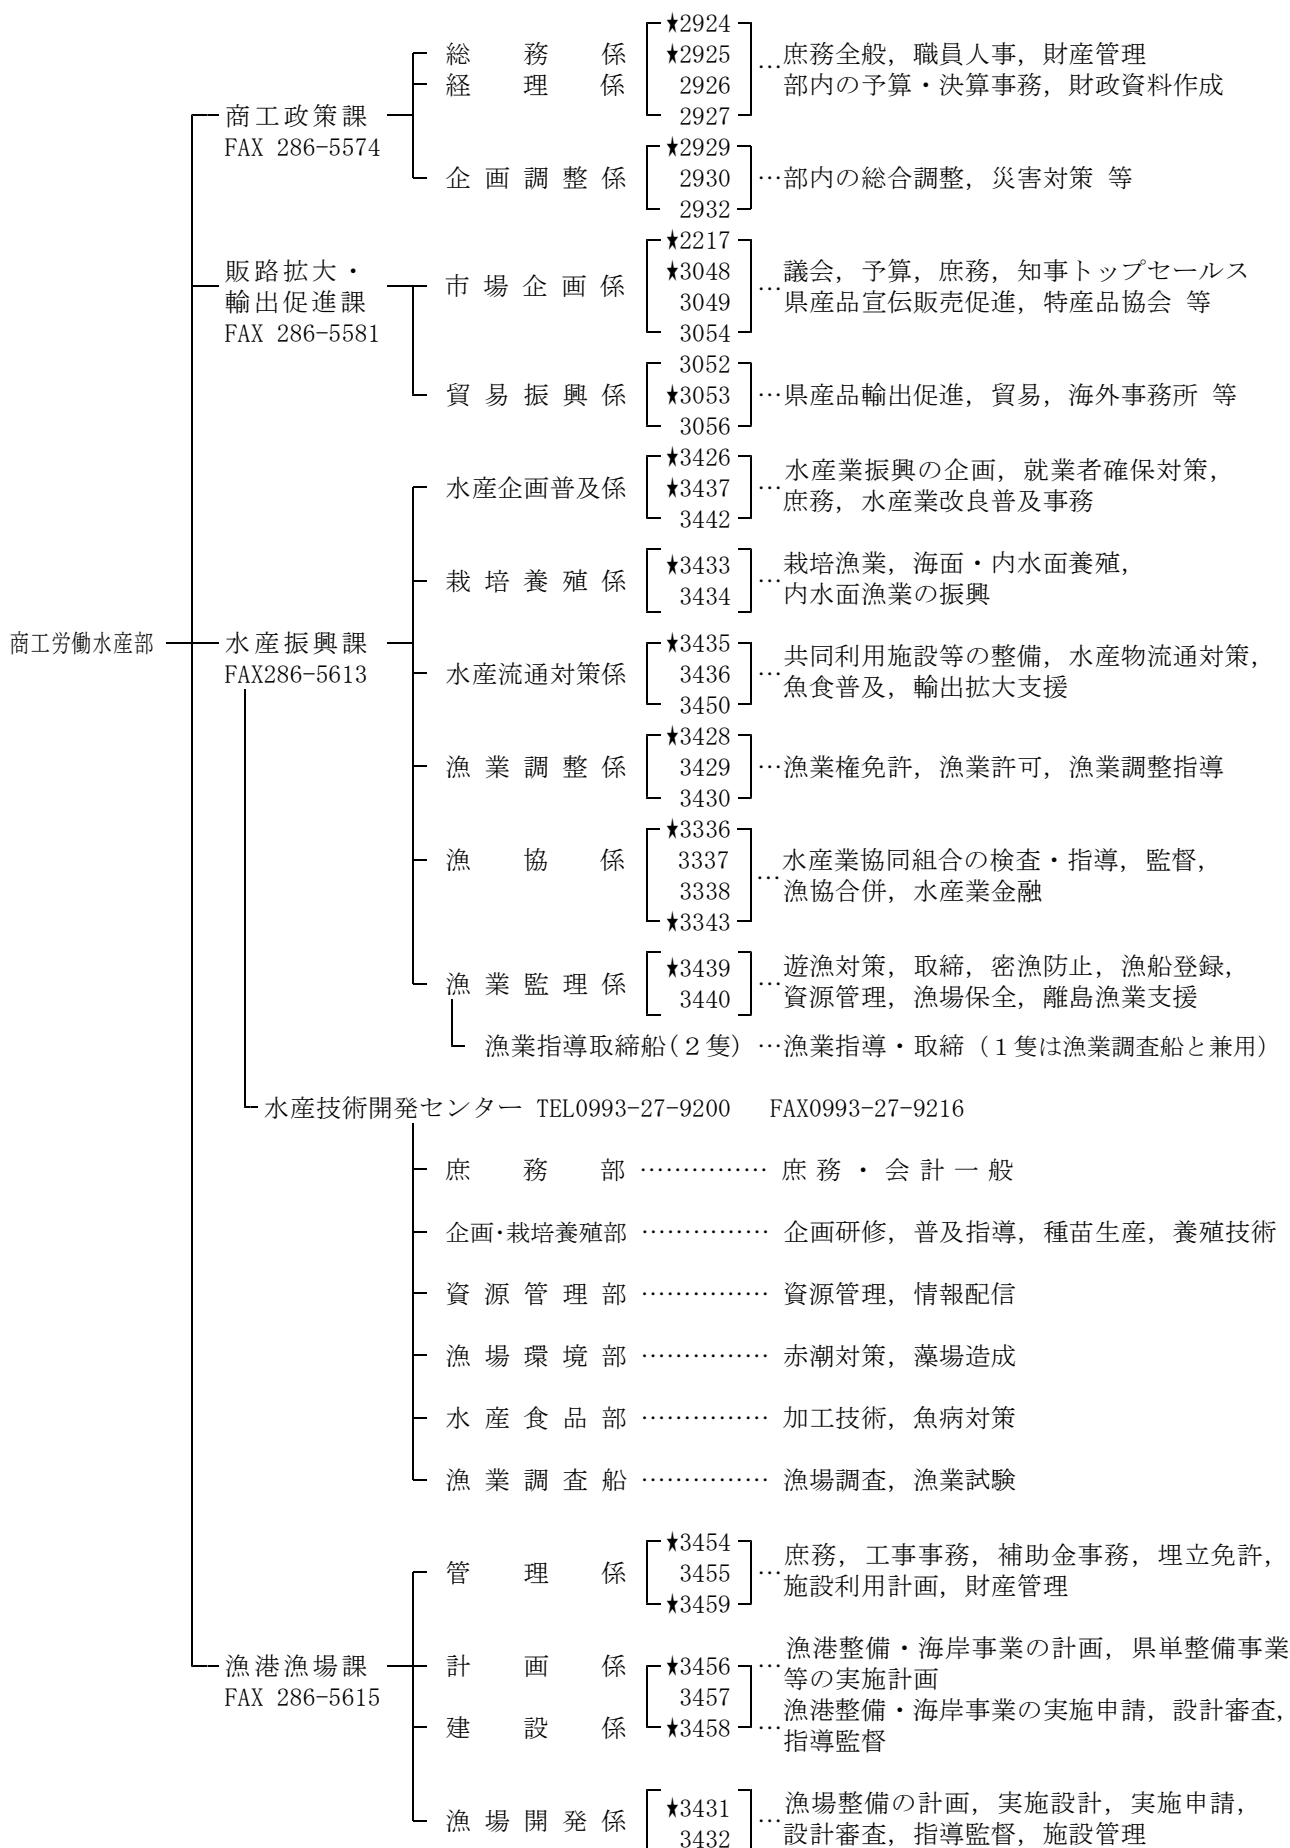 商工労働水産部
商工政策課
FAX 286-5574
総務係
経理係
★2924
★2925
2926
2927
…庶務全般，職員人事，財産管理
部内の予算・決算事務，財政資料作成
企画調整係
★2929
2930
2932
…部内の総合調整，災害対策 等
販路拡大・
輸出促進課
FAX 286-5581
市場企画係
★2217
★3048
3049
3054
…議会，予算，庶務，知事トップセールス
県産品宣伝販売促進，特産品協会 等
貿易振興係
3052
★3053
3056
…県産品輸出促進，貿易，海外事務所 等
水産振興課
FAX286-5613
水産企画普及係
★3426
★3437
3442
…水産業振興の企画，就業者確保対策，
庶務，水産業改良普及事務
栽培養殖係
★3433
3434
…栽培漁業，海面・内水面養殖，
内水面漁業の振興
水産流通対策係
★3435
3436
3450
…共同利用施設等の整備，水産物流通対策，
魚食普及，輸出拡大支援
漁業調整係
★3428
3429
3430
…漁業権免許，漁業許可，漁業調整指導
漁協係
★3336
3337
3338
★3343
…水産業協同組合の検査・指導，監督，
漁協合併，水産業金融
漁業監理係
★3439
3440
…遊漁対策，取締，密漁防止，漁船登録，
資源管理，漁場保全，離島漁業支援
漁業指導取締船(２隻) …漁業指導・取締（１隻は漁業調査船と兼用）
水産技術開発センター TEL0993-27-9200 FAX0993-27-9216
庶務部 …………… 庶務・会計一般
企画・栽培養殖部 …………… 企画研修，普及指導，種苗生産，養殖技術
資源管理部 …………… 資源管理，情報配信
漁場環境部 …………… 赤潮対策，藻場造成
水産食品部 …………… 加工技術，魚病対策
漁業調査船 …………… 漁場調査，漁業試験
漁港漁場課
FAX 286-5615
管理係
★3454
3455
★3459
…庶務，工事事務，補助金事務，埋立免許，
施設利用計画，財産管理
計画係
建設係
★3456
3457
★3458
…漁港整備・海岸事業の計画，県単整備事業
等の実施計画
…漁港整備・海岸事業の実施申請，設計審査，
指導監督
漁場開発係
★3431
3432
…漁場整備の計画，実施設計，実施申請，
設計審査，指導監督，施設管理